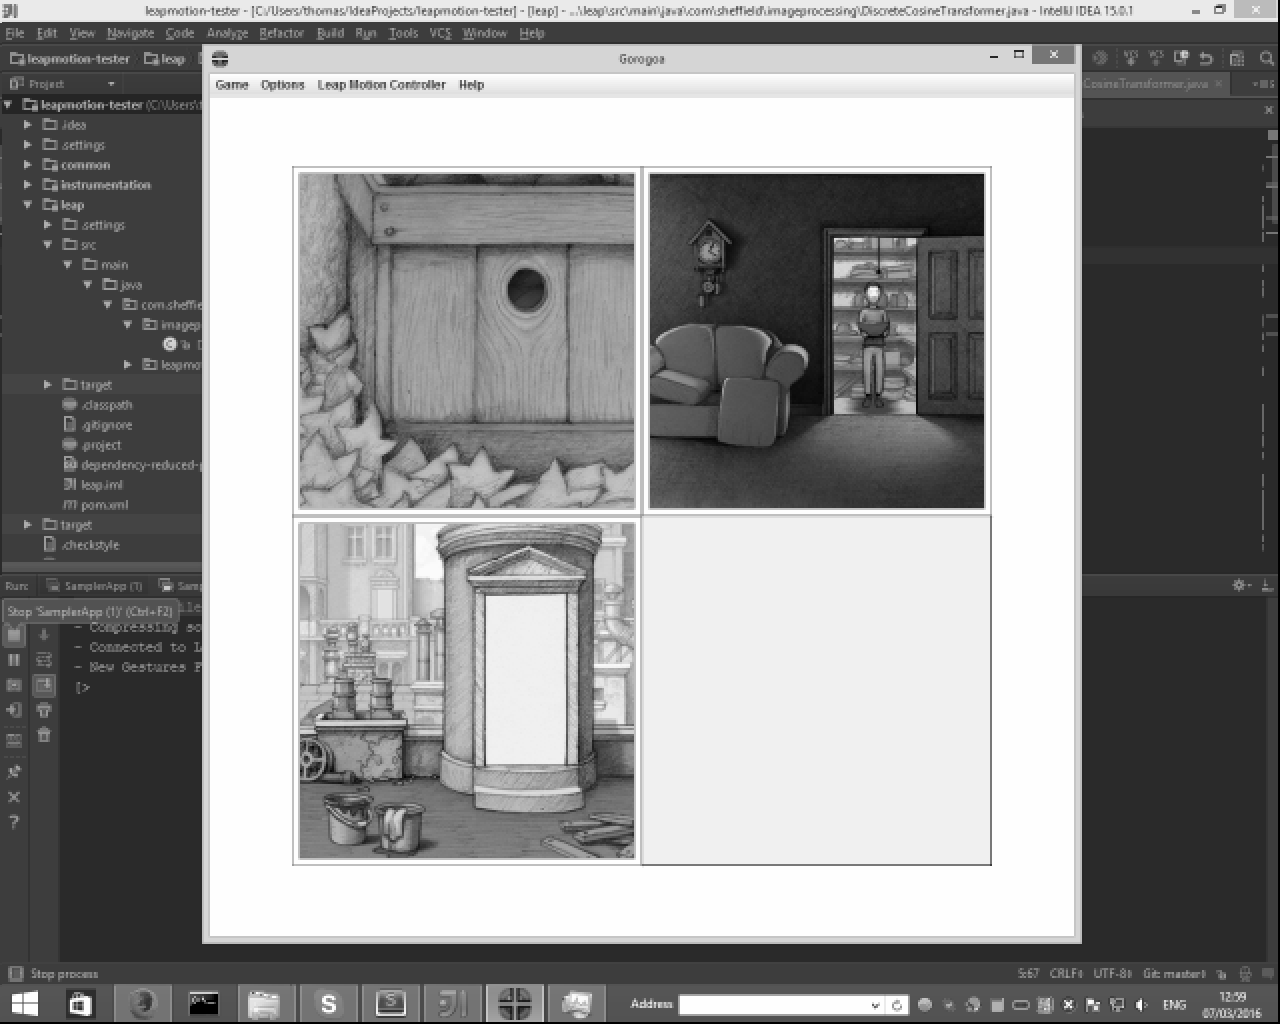 leapmotion-tester - [C:/Users/thomas/IdeaProjects/leapmotion-tester] - [leap] - ...\leap\src\main\java\com\sheffield\imageprocessing\DiscreteCosineTransformer.java - IntelliJ IDEA 15.0.1
File Edit View Navigate Code Analyze Refactor Build Run Tools VCS Window Help
leapmotion-tester leap
Gorogoa
Project
Game Options Leap Motion Controller Help
CosineTransformer.java
leapmotion-tester (C:\Users\t
.idea
.settings
common
instrumentation
leap
.settings
src
main
java
com.sheffie
imagep
leapmo
target
.classpath
.gitignore
.project
dependency-reduced-p
leap.iml
pom.xml
target
.checkstyle
Run: SamplerApp (1) Samp
Stop 'SamplerApp (1)' (Ctrl+F2)
- Compressing so
- Connected to L
- New Gestures F
[>
Stop process 5:67 CRLF UTF-8 Git: master
Address ENG 12:59
07/03/2016